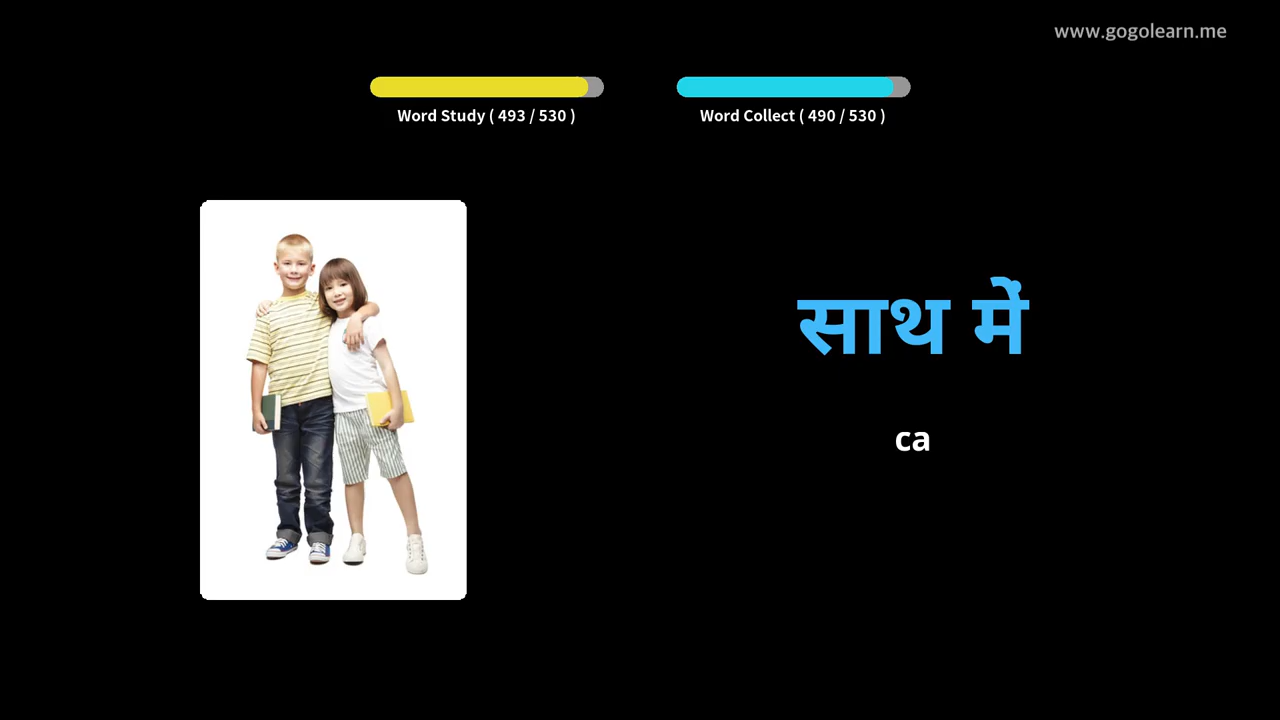 www.gogolearn.me
Word Study ( 493 / 530 )
Word Collect ( 490 / 530 )
साथ में
ca